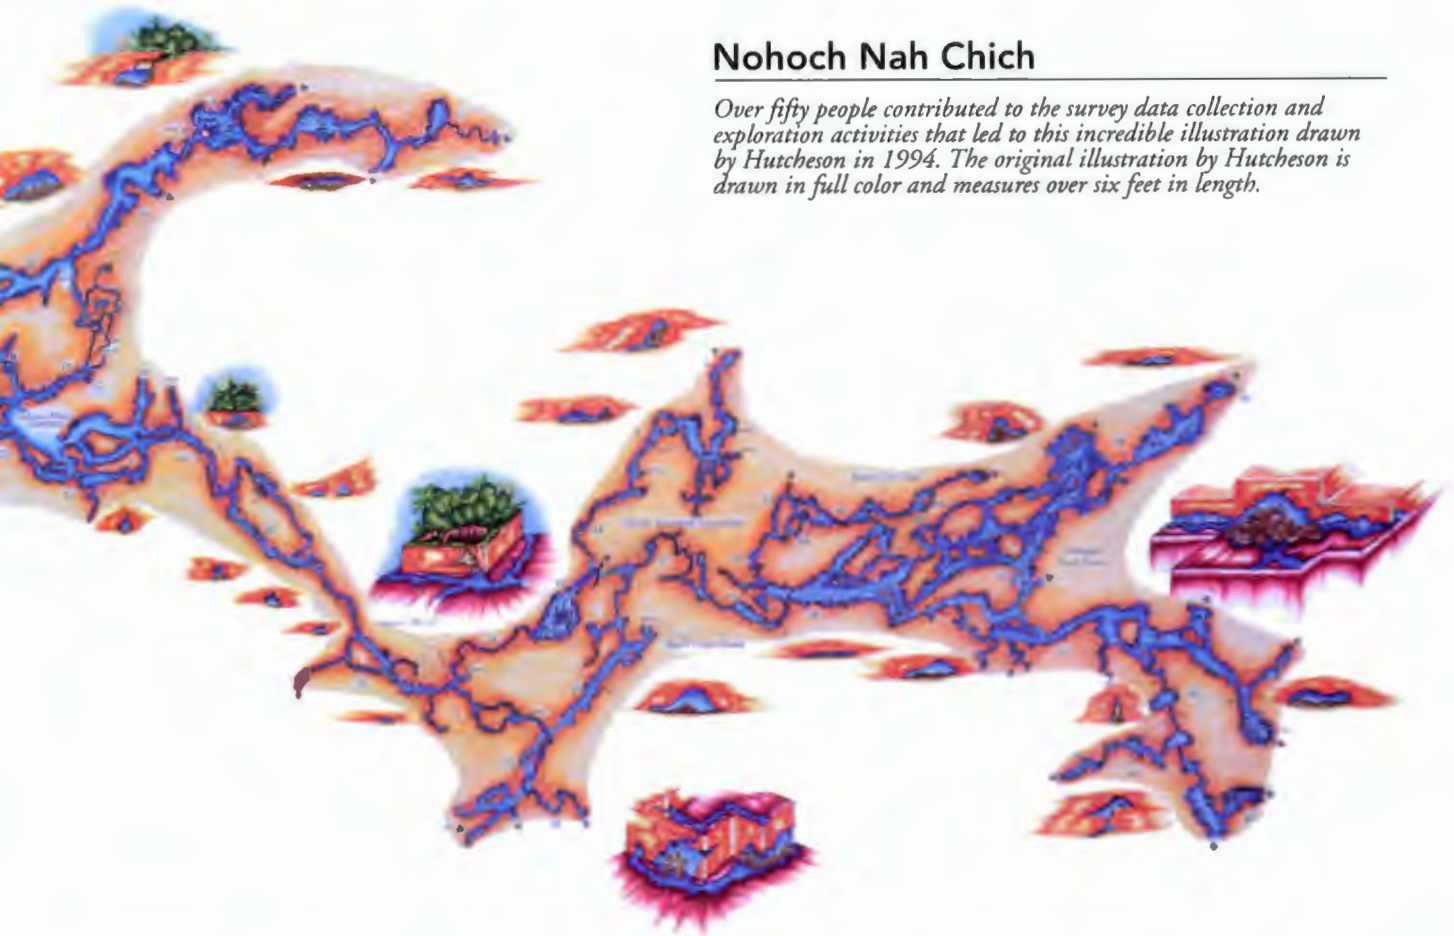 Nohoch Nah Chich
Over fifty people contributed to the survey data collection and
exploration activities that led to this incredible illustration drawn
by Hutcheson in 1994. The original illustration by Hutcheson is
drawn in full color and measures over six feet in length.